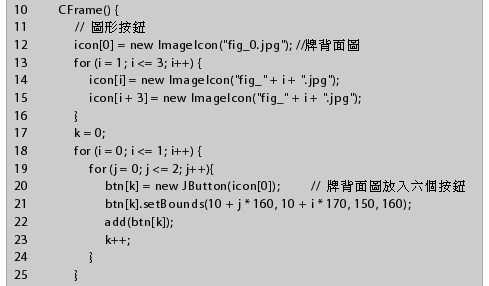 10 CFrame() {
11 // 圖形按鈕
12 icon[0] = new ImageIcon("fig_0.jpg"); //牌背面圖
13 for (i = 1; i <= 3; i++) {
14 icon[i] = new ImageIcon("fig_" + i + ".jpg");
15 icon[i + 3] = new ImageIcon("fig_" + i + ".jpg");
16 }
17 k = 0;
18 for (i = 0; i <= 1; i++) {
19 for (j = 0; j <= 2; j++){
20 btn[k] = new JButton(icon[0]); // 牌背面圖放入六個按鈕
21 btn[k].setBounds(10 + j * 160, 10 + i * 170, 150, 160);
22 add(btn[k]);
23 k++;
24 }
25 }